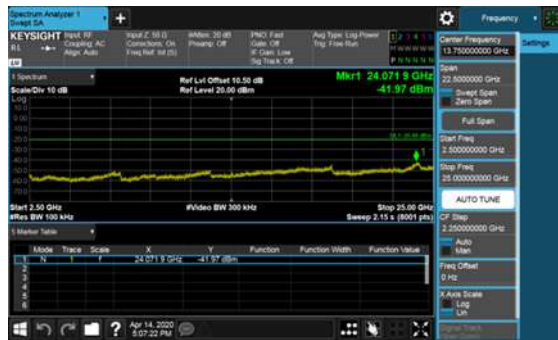 Spectrum Analyzer 1
Swept SA
+
Frequency
KEYSIGHT
Input: RF
Coupling: AC
Align: Auto
Input Z: 50 Ω
Corrections: On
Freq Ref: Int (S)
#Atten: 20 dB
Preamp: Off
PNO: Fast
Gate: Off
IF Gain: Low
Sig Track: Off
Avg Type: Log-Power
Trig: Free Run
Center Frequency
13.750000000 GHz
Settings
Span
22.5000000 GHz
Swept Span
Zero Span
Full Span
Start Freq
2.500000000 GHz
Stop Freq
25.000000000 GHz
AUTO TUNE
CF Step
2.250000000 GHz
Auto
Man
Freq Offset
0 Hz
X Axis Scale
Log
Lin
Signal Track
1 Spectrum
Scale/Div 10 dB
Ref Lvl Offset 10.50 dB
Ref Level 20.00 dBm
Mkr1 24.071 9 GHz
-41.97 dBm
Log
1
Start 2.50 GHz
#Res BW 100 kHz
#Video BW 300 kHz
Stop 25.00 GHz
Sweep 2.15 s (8001 pts)
5 Marker Table
Mode Trace Scale X Y Function Function Width Function Value
1 N 1 f 24.071 9 GHz -41.97 dBm
2
3
4
5
6
? Apr 14, 2020
5:07:22 PM